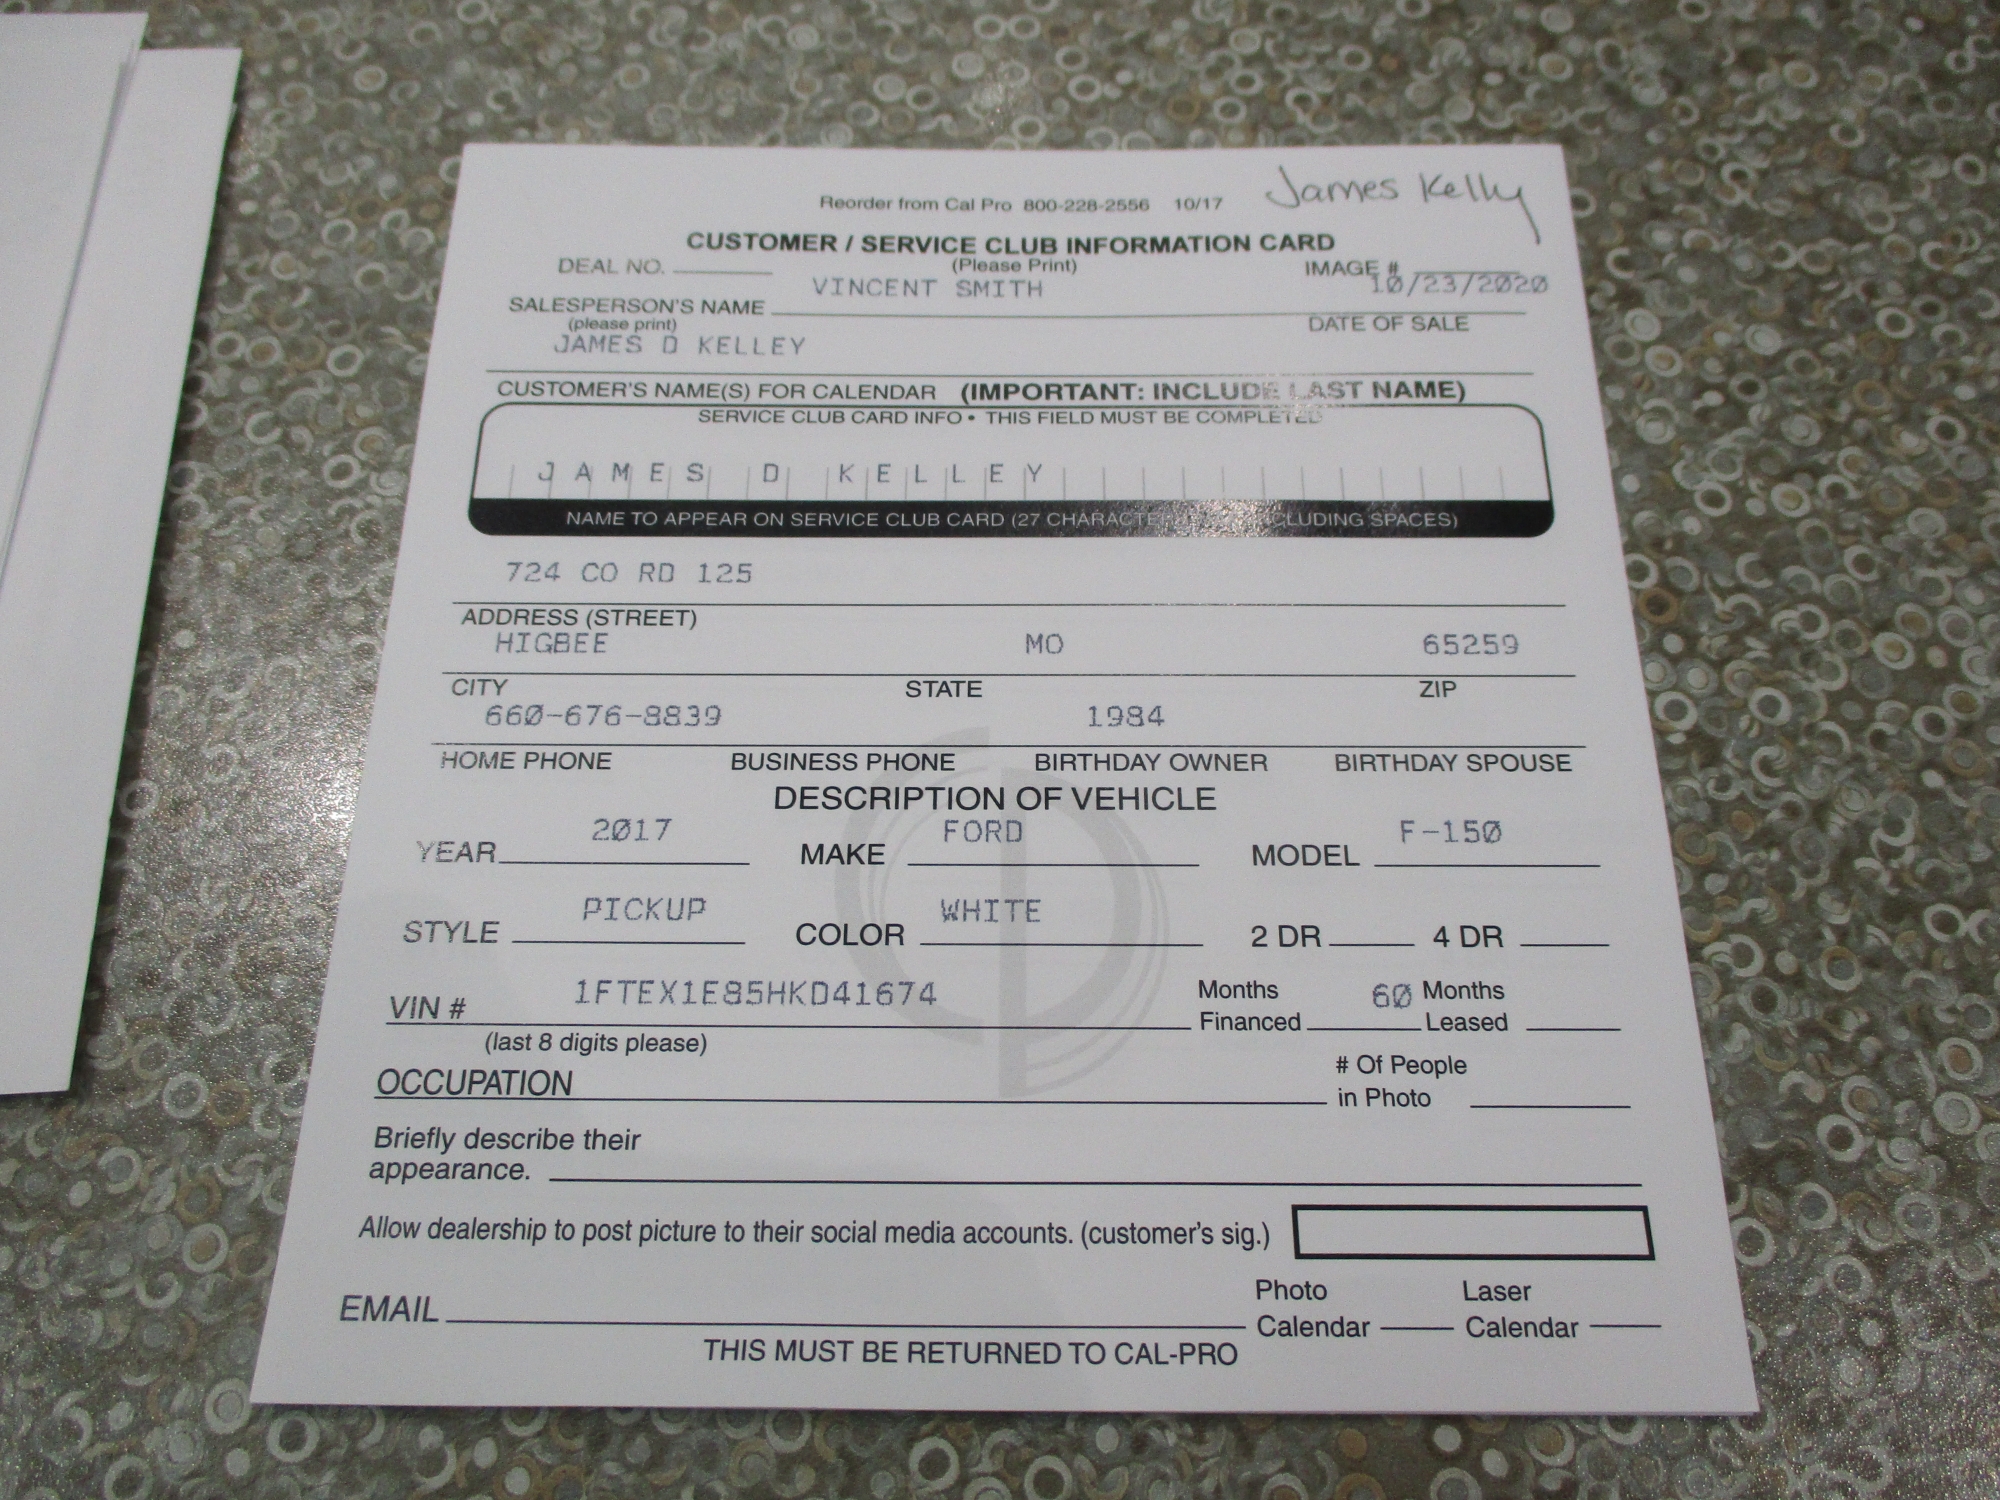 James Kelly
Reorder from Cal Pro 800-228-2556 10/17
CUSTOMER / SERVICE CLUB INFORMATION CARD
DEAL NO. (Please Print) IMAGE #
VINCENT SMITH 10/23/2020
SALESPERSON'S NAME DATE OF SALE
(please print)
JAMES D KELLEY
CUSTOMER'S NAME(S) FOR CALENDAR (IMPORTANT: INCLUDE LAST NAME)
SERVICE CLUB CARD INFO • THIS FIELD MUST BE COMPLETED
JAMES D KELLEY
NAME TO APPEAR ON SERVICE CLUB CARD (27 SPACES)
724 CO RD 125
ADDRESS (STREET)
HIGBEE MO 65259
CITY STATE ZIP
660-676-8839 1984
HOME PHONE BUSINESS PHONE BIRTHDAY OWNER BIRTHDAY SPOUSE
DESCRIPTION OF VEHICLE
2017 FORD F-150
YEAR MAKE MODEL
PICKUP WHITE
STYLE COLOR 2 DR 4 DR
1FTEX1E85HKD41674 Months 60 Months
VIN # Financed Leased
(last 8 digits please)
# Of People
OCCUPATION in Photo
Briefly describe their
appearance.
Allow dealership to post picture to their social media accounts. (customer's sig.)
Photo Laser
EMAIL Calendar Calendar
THIS MUST BE RETURNED TO CAL-PRO